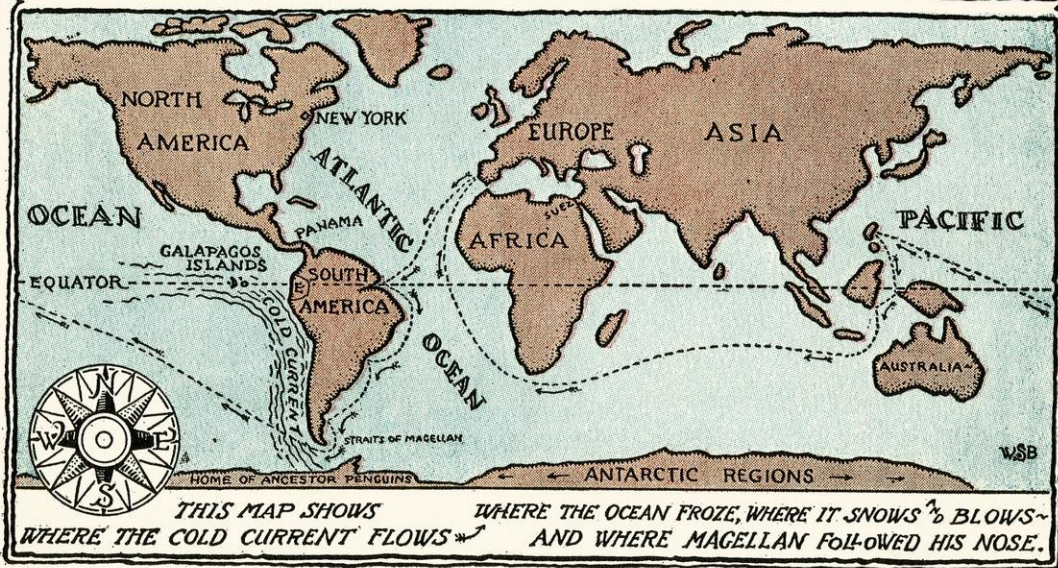 NORTH
AMERICA
NEW YORK
EUROPE
ASIA
ATLANTIC
OCEAN
PANAMA
SUEZ
AFRICA
PACIFIC
GALAPAGOS
ISLANDS
EQUATOR
SOUTH
E
AMERICA
COLD CURRENT
OCEAN
AUSTRALIA~
STRAITS OF MAGELLAN
N
W
E
S
WSB
HOME OF ANCESTOR PENGUINS
ANTARCTIC REGIONS
THIS MAP SHOWS
WHERE THE COLD CURRENT FLOWS
WHERE THE OCEAN FROZE, WHERE IT SNOWS AND BLOWS~
AND WHERE MAGELLAN FOLLOWED HIS NOSE.